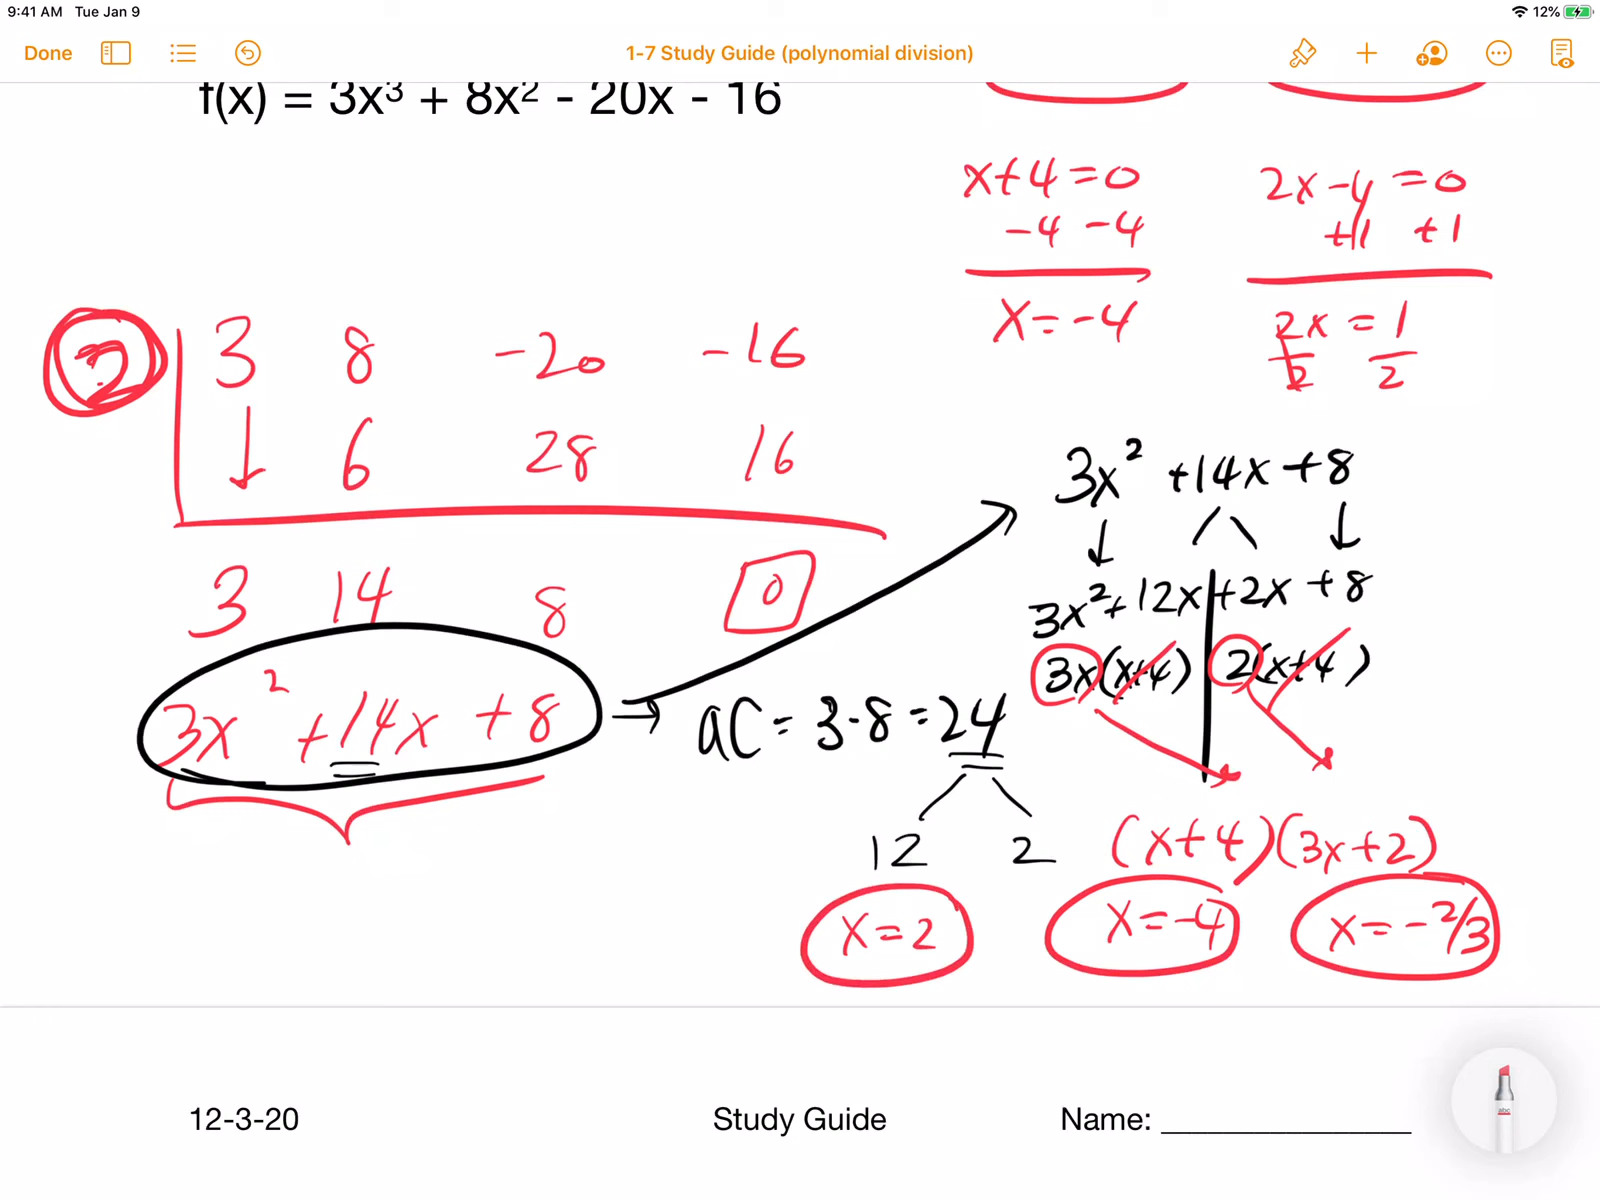 9:41 AM Tue Jan 9 12%
Done 1-7 Study Guide (polynomial division)
f(x) = 3x³ + 8x² - 20x - 16
x+4=0 2x-1=0
-4 -4 +1 +1
x=-4 2x = 1
2 2
2 3 8 -20 -16
6 28 16
3 14 8 0
3x² +14x +8
aC = 3·8 = 24
12 2
3x² +14x +8
3x² + 12x +2x +8
3x(x+4) 2(x+4)
(x+4)(3x+2)
x=2 x=-4 x=-2/3
12-3-20 Study Guide Name: ________________
abc